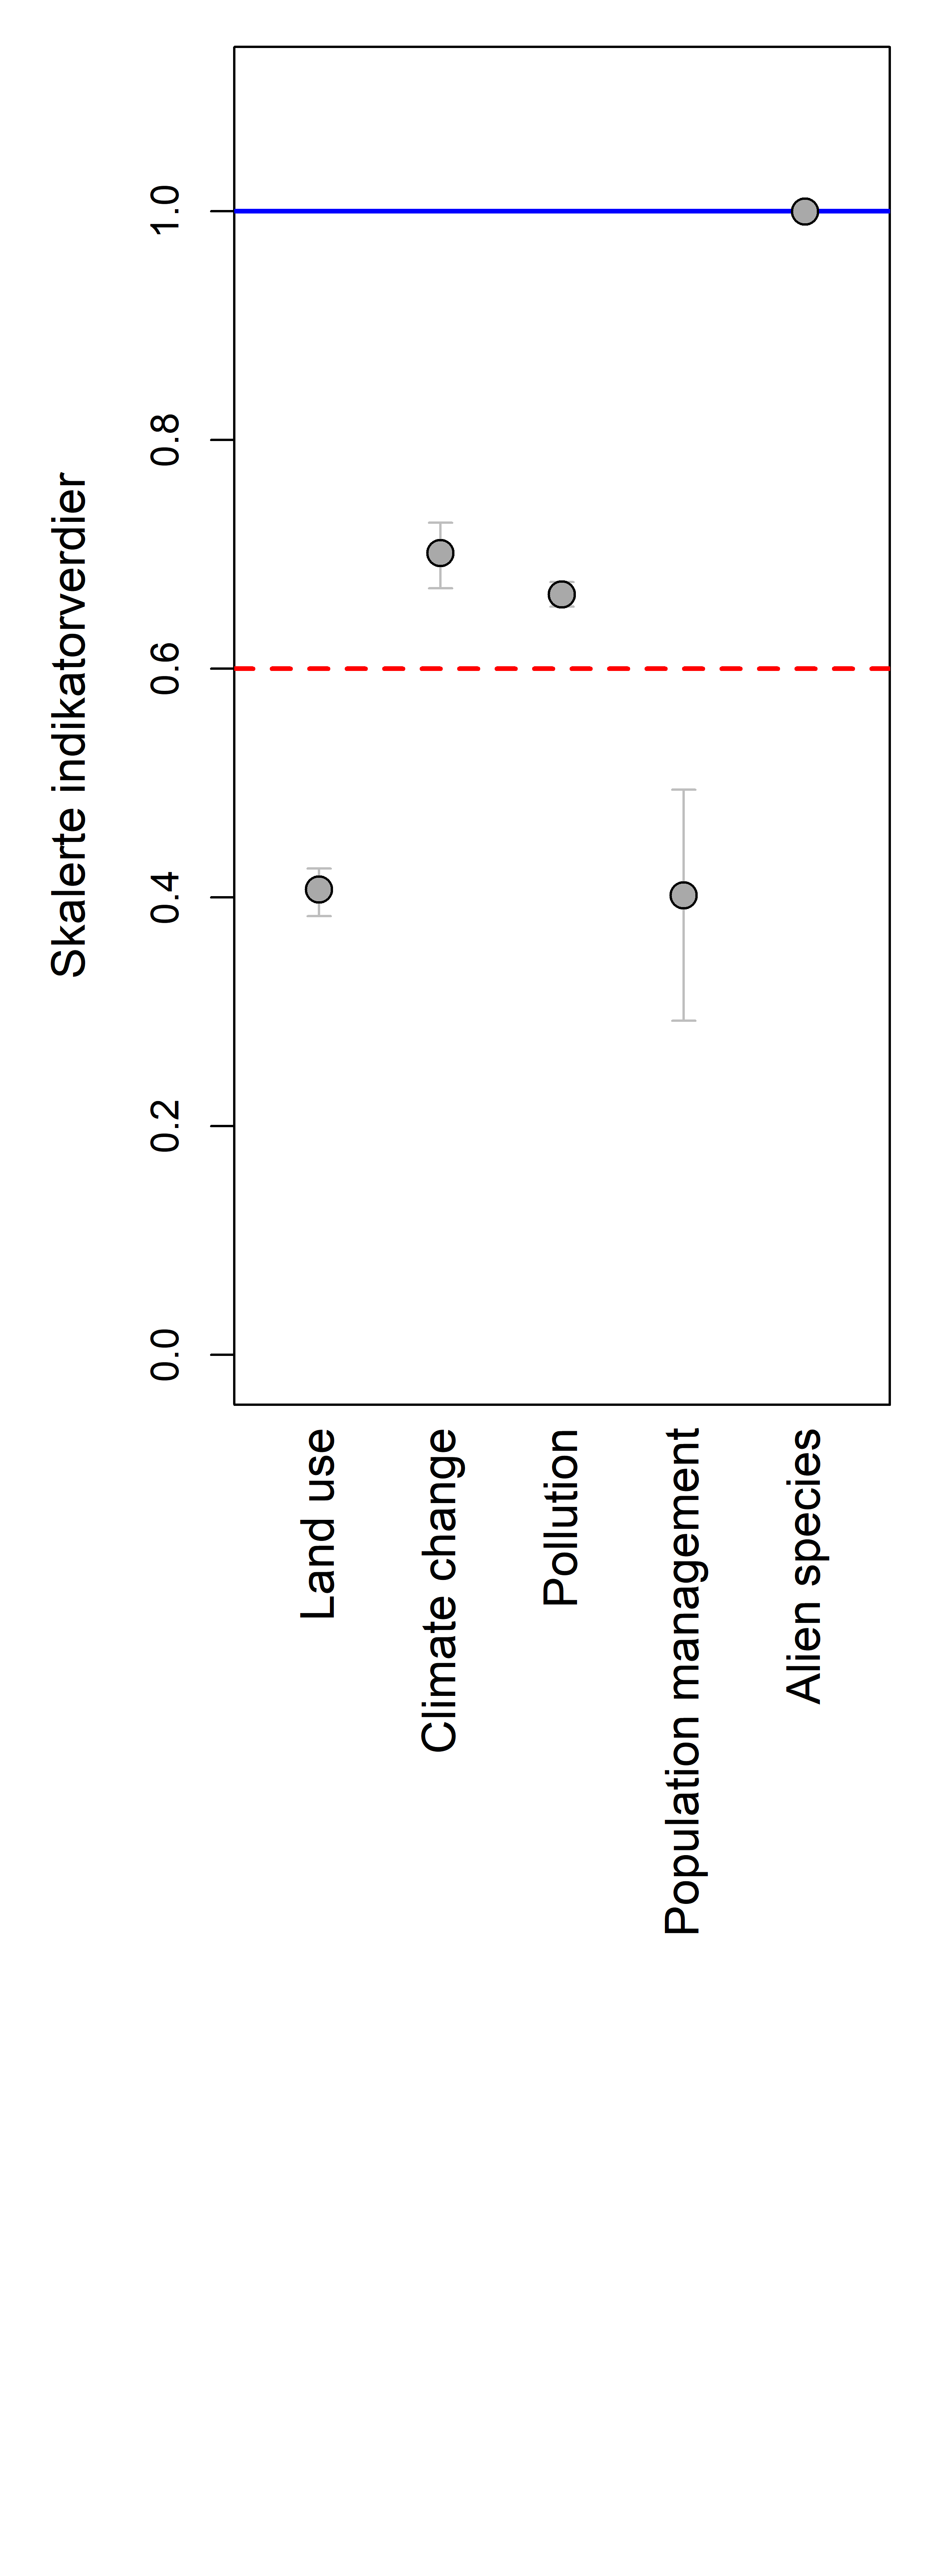 Skalerte indikatorverdier
1.0
0.8
0.6
0.4
0.2
0.0
Land use
Climate change
Pollution
Population management
Alien species